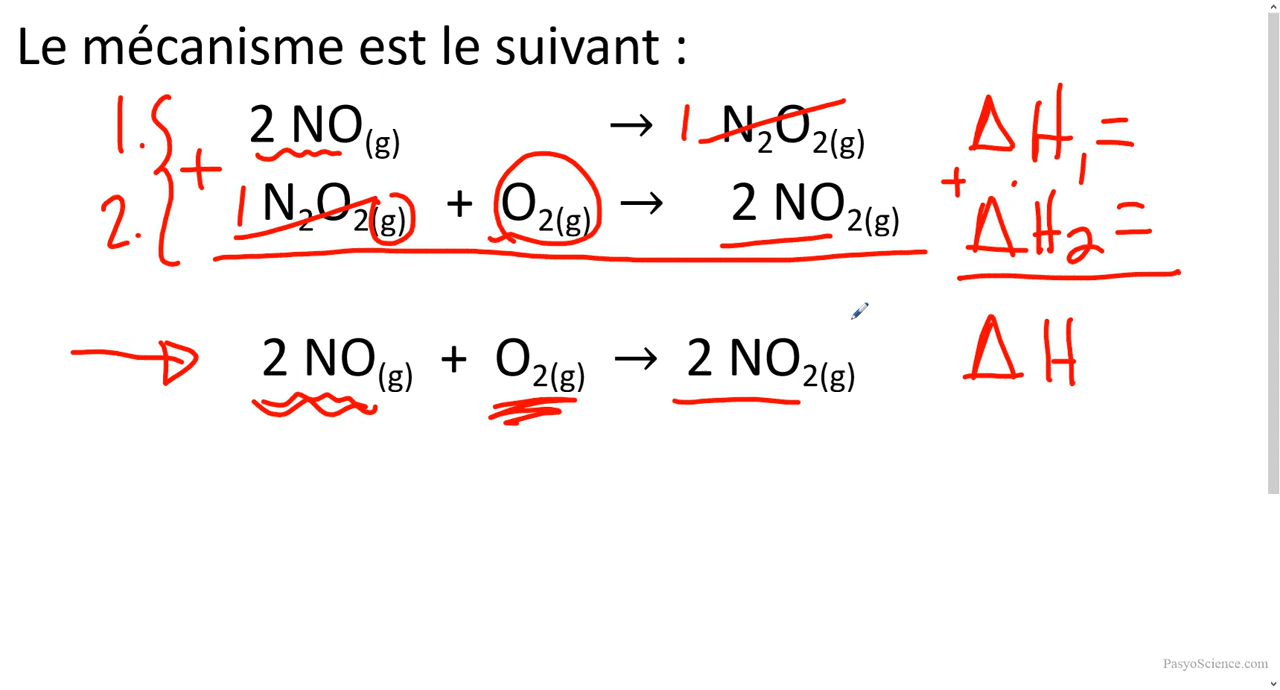 Le mécanisme est le suivant :
1. 2 NO(g) → 1 N₂O₂(g) ΔH₁ =
+ +
2. 1 N₂O₂(g) + O₂(g) → 2 NO₂(g) ΔH₂ =
2 NO(g) + O₂(g) → 2 NO₂(g) ΔH
PasyoScience.com